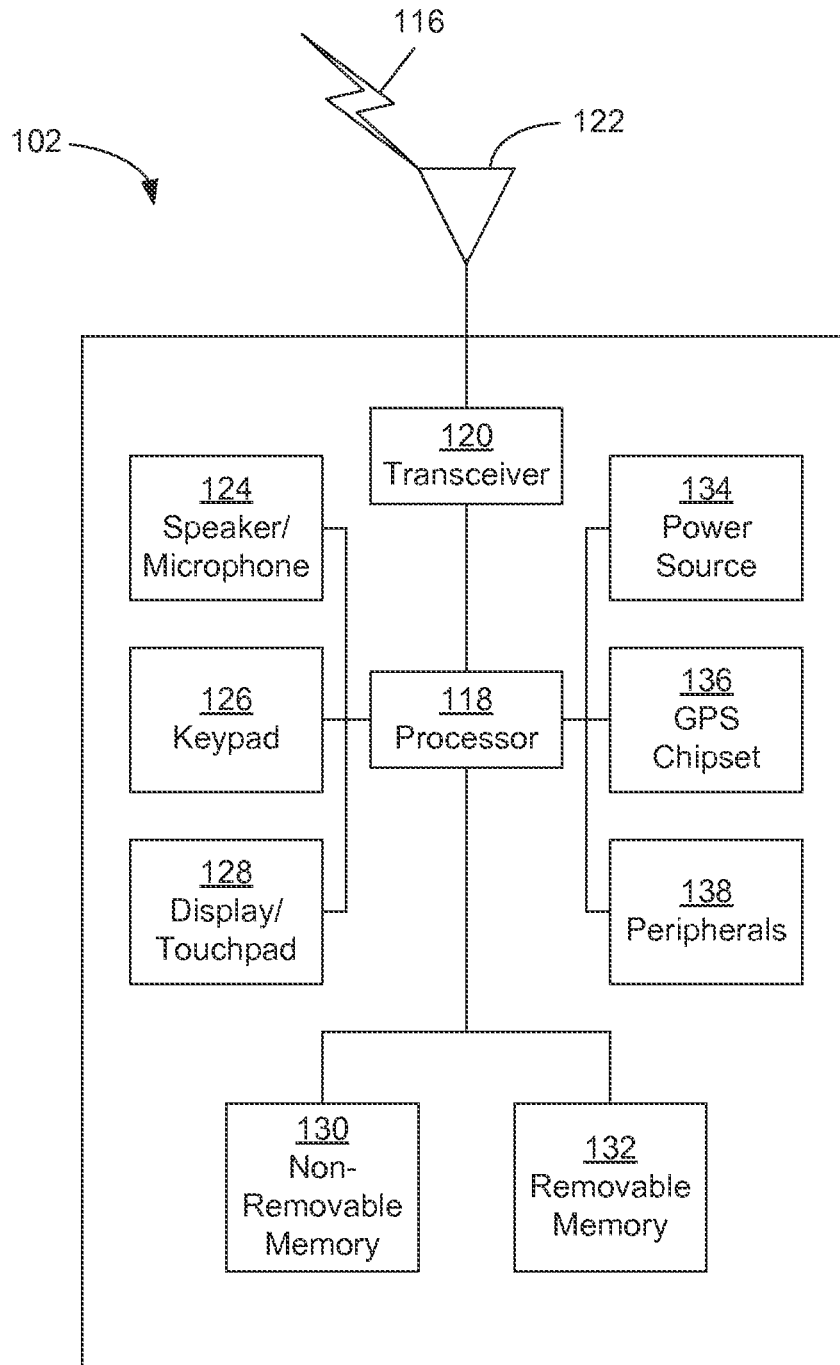 116
122
102
120
Transceiver
124
Speaker/
Microphone
134
Power
Source
126
Keypad
118
Processor
136
GPS
Chipset
128
Display/
Touchpad
138
Peripherals
130
Non-
Removable
Memory
132
Removable
Memory